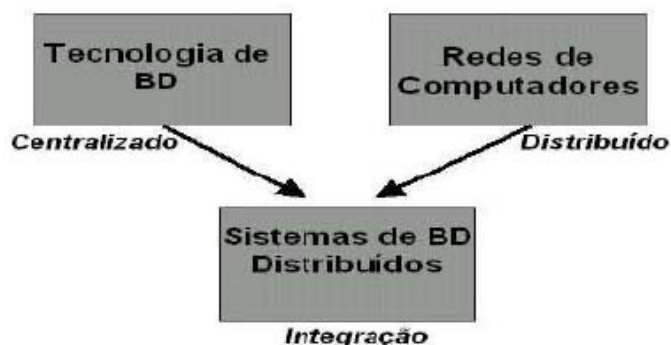 Tecnologia de
BD
Redes de
Computadores
Centralizado
Distribuído
Sistemas de BD
Distribuídos
Integração